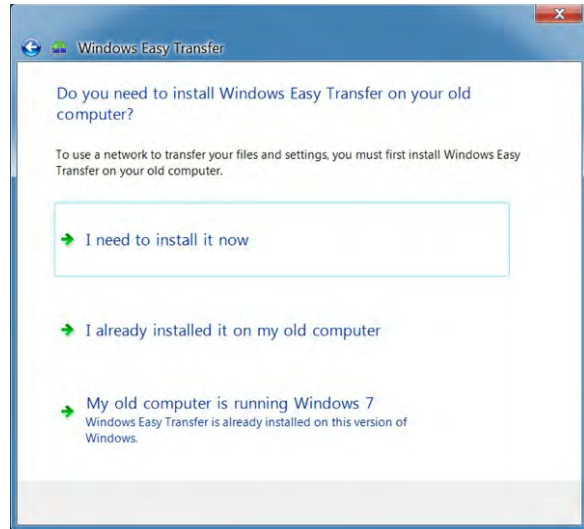 Windows Easy Transfer
Do you need to install Windows Easy Transfer on your old
computer?
To use a network to transfer your files and settings, you must first install Windows Easy
Transfer on your old computer.
I need to install it now
I already installed it on my old computer
My old computer is running Windows 7
Windows Easy Transfer is already installed on this version of
Windows.